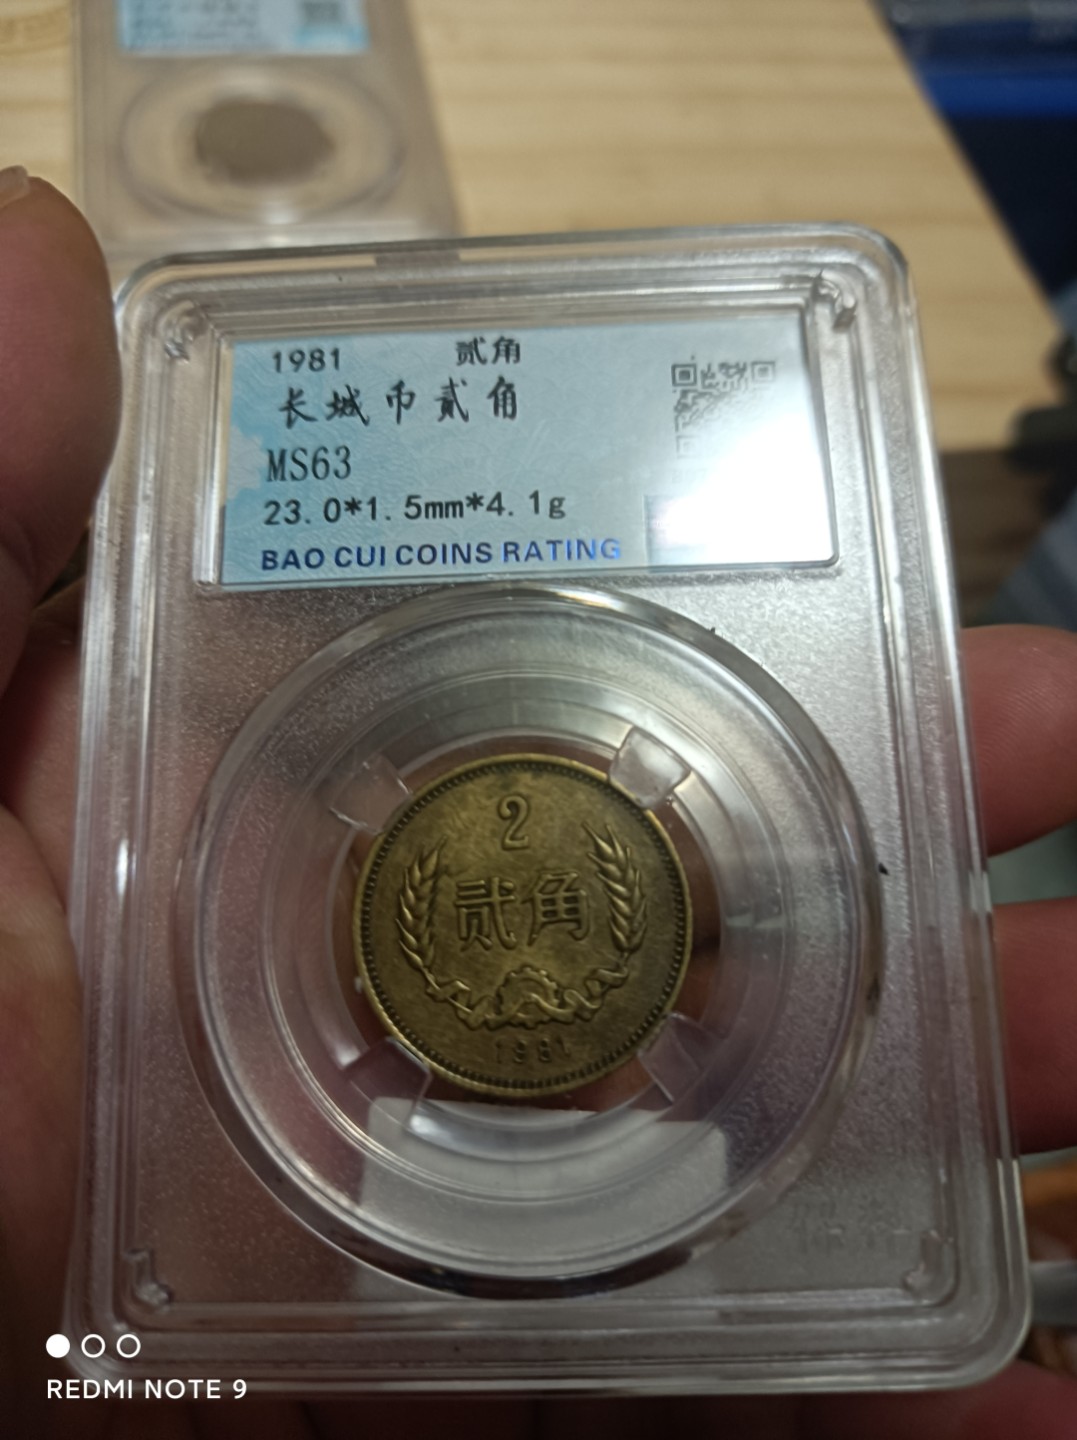 1981 贰角
长城币贰角
MS63
23.0*1.5mm*4.1g
BAO CUI COINS RATING
2
贰角
1981
REDMI NOTE 9